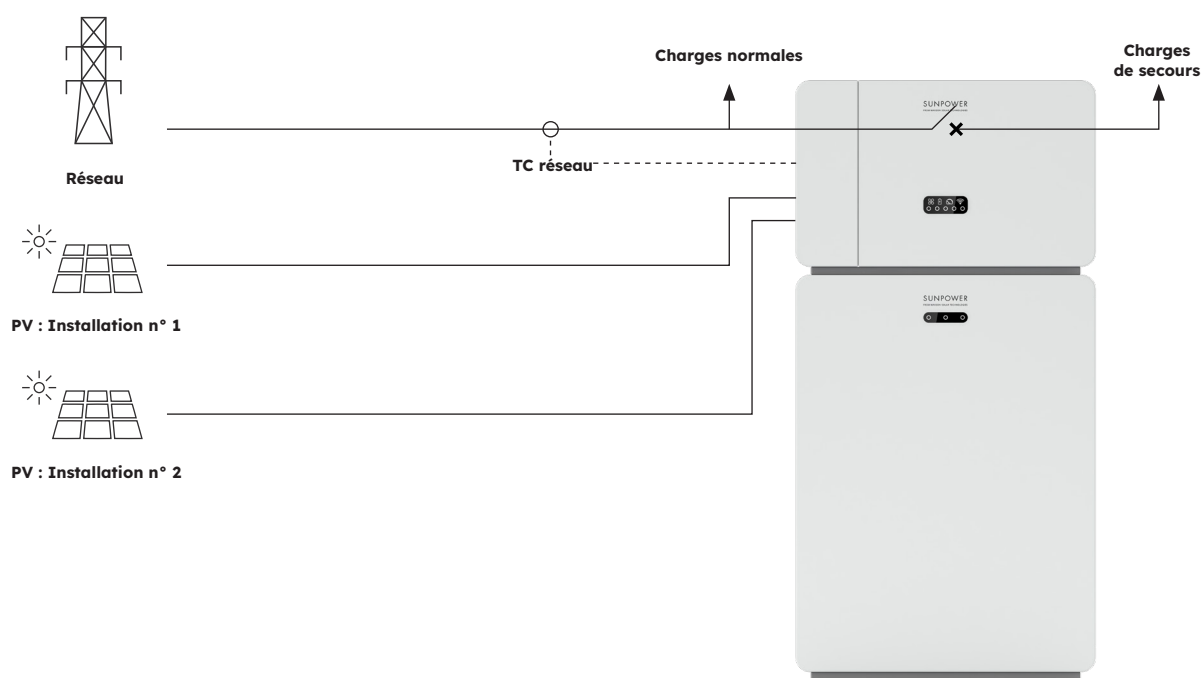 Charges normales
Charges
de secours
SUNPOWER
TC réseau
Réseau
SUNPOWER
PV : Installation n° 1
PV : Installation n° 2